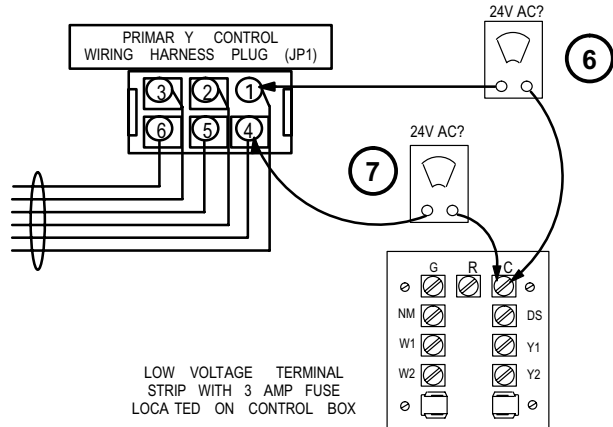 24V AC?
PRIMAR Y CONTROL
WIRING HARNESS PLUG (JP1)
6
3 2 1
6 5 4
24V AC?
7
G R C
NM DS
W1 Y1
W2 Y2
LOW VOLTAGE TERMINAL
STRIP WITH 3 AMP FUSE
LOCA TED ON CONTROL BOX